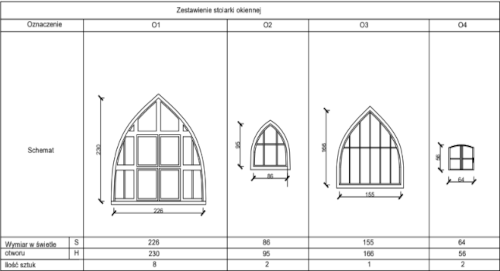 Zestawienie stolarki okiennej
Oznaczenie O1 O2 O3 O4
Schemat
230 226
95 86
166 155
56 64
Wymiar w świetle otworu S 226 86 155 64
H 230 95 166 56
Ilość sztuk 8 2 1 2